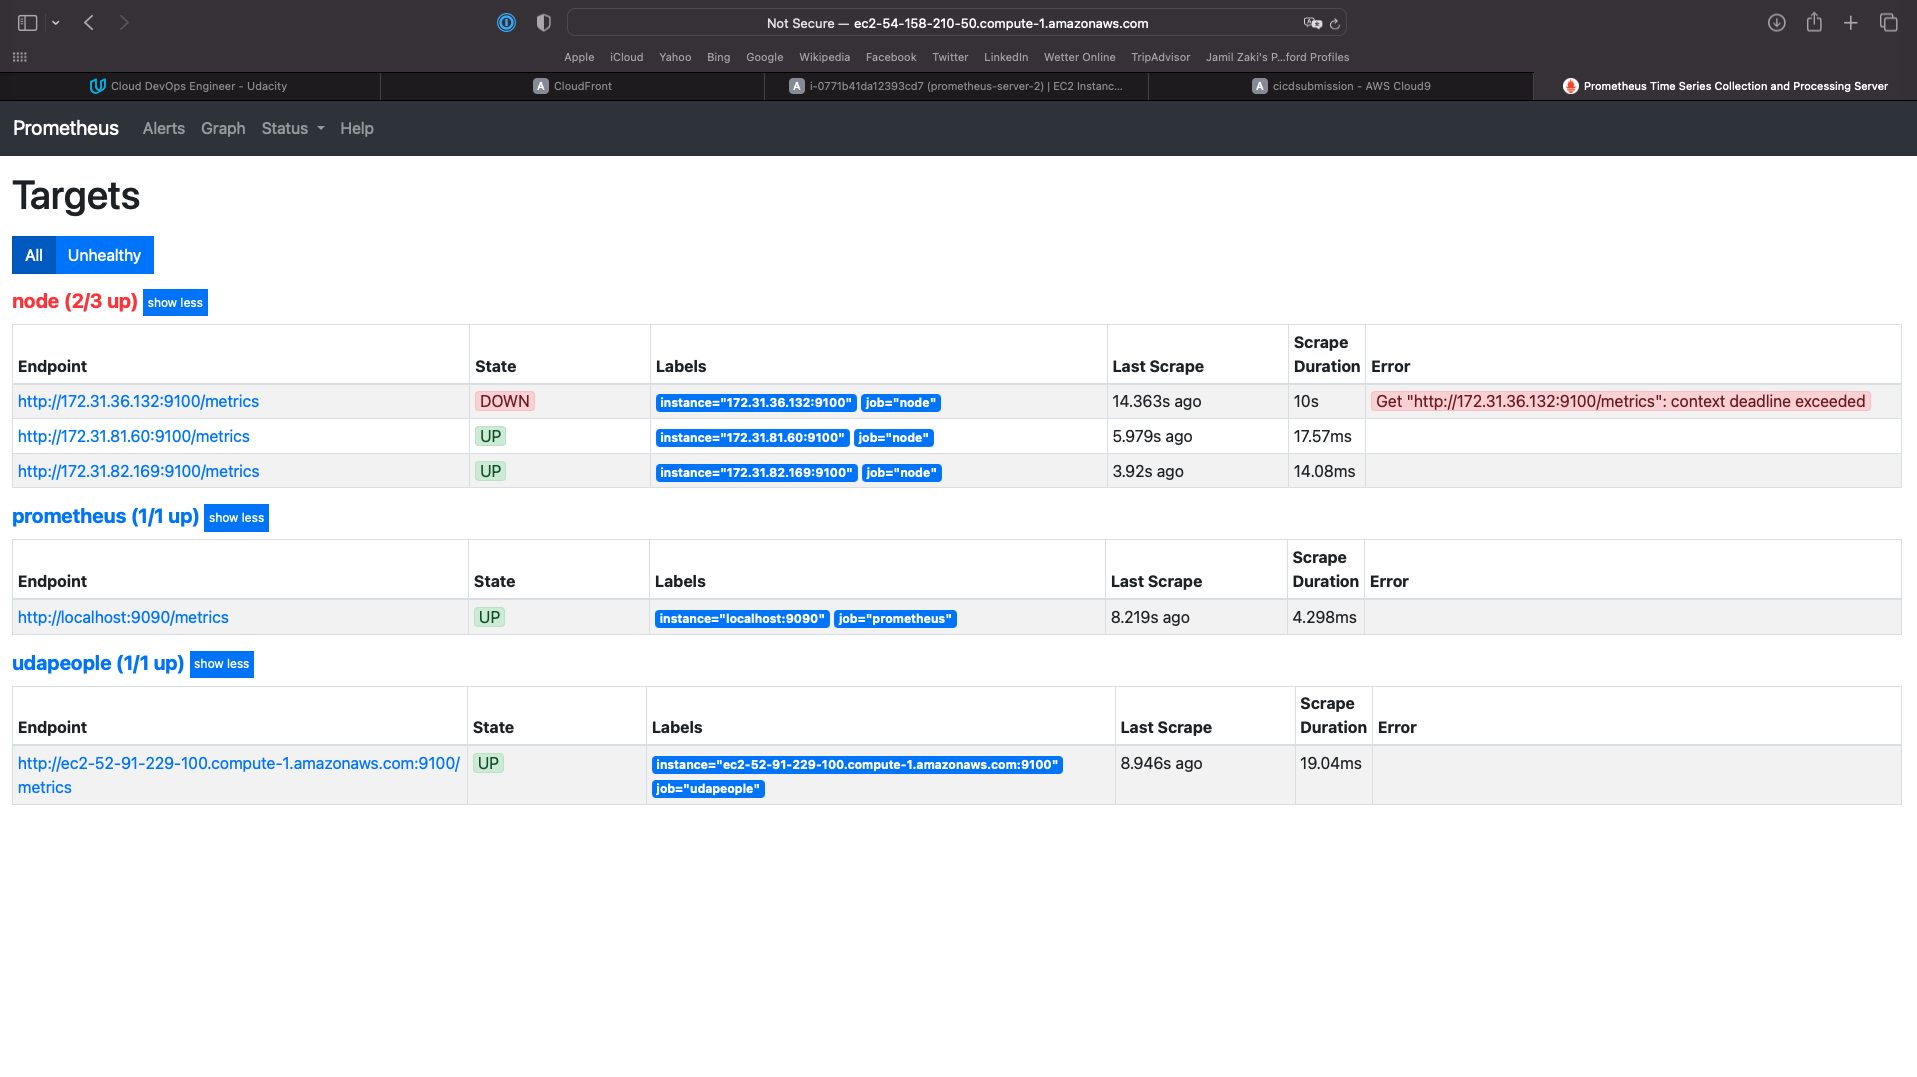 Not Secure — ec2-54-158-210-50.compute-1.amazonaws.com
Apple iCloud Yahoo Bing Google Wikipedia Facebook Twitter LinkedIn Wetter Online TripAdvisor Jamil Zaki's P...ford Profiles
Cloud DevOps Engineer - Udacity
A CloudFront
A i-0771b41da12393cd7 (prometheus-server-2) | EC2 Instanc...
A cicdsubmission - AWS Cloud9
Prometheus Time Series Collection and Processing Server
Prometheus Alerts Graph Status Help
Targets
All Unhealthy
node (2/3 up) show less
Endpoint State Labels Last Scrape Scrape Duration Error
http://172.31.36.132:9100/metrics DOWN instance="172.31.36.132:9100" job="node" 14.363s ago 10s Get "http://172.31.36.132:9100/metrics": context deadline exceeded
http://172.31.81.60:9100/metrics UP instance="172.31.81.60:9100" job="node" 5.979s ago 17.57ms
http://172.31.82.169:9100/metrics UP instance="172.31.82.169:9100" job="node" 3.92s ago 14.08ms
prometheus (1/1 up) show less
Endpoint State Labels Last Scrape Scrape Duration Error
http://localhost:9090/metrics UP instance="localhost:9090" job="prometheus" 8.219s ago 4.298ms
udapeople (1/1 up) show less
Endpoint State Labels Last Scrape Scrape Duration Error
http://ec2-52-91-229-100.compute-1.amazonaws.com:9100/ UP instance="ec2-52-91-229-100.compute-1.amazonaws.com:9100" 8.946s ago 19.04ms
metrics job="udapeople"